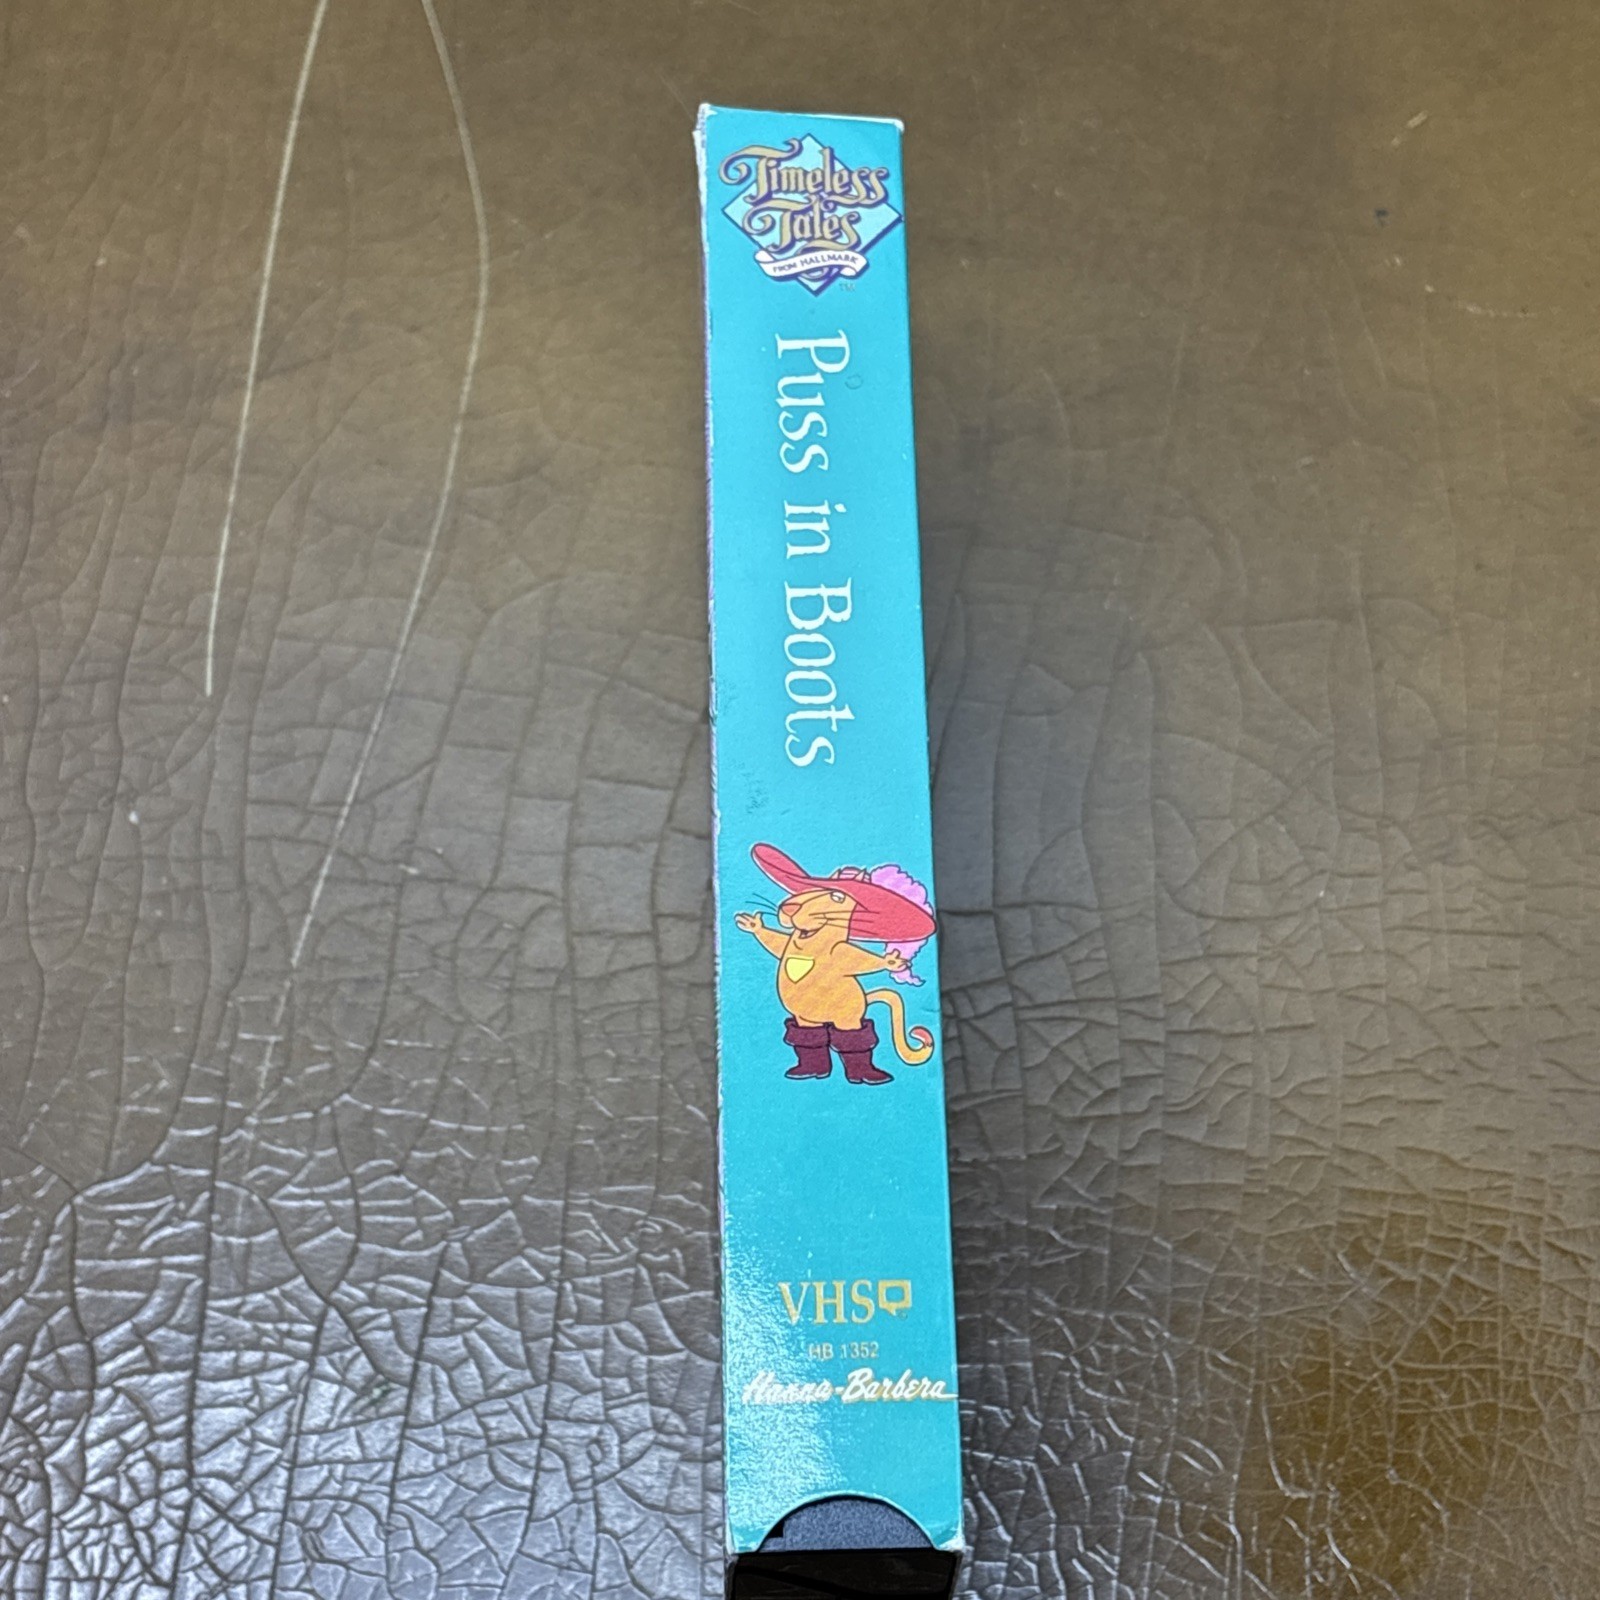 Timeless
Tales
FROM HALLMARK
TM
Puss in Boots
VHS
HB 1352
Hanna-Barbera